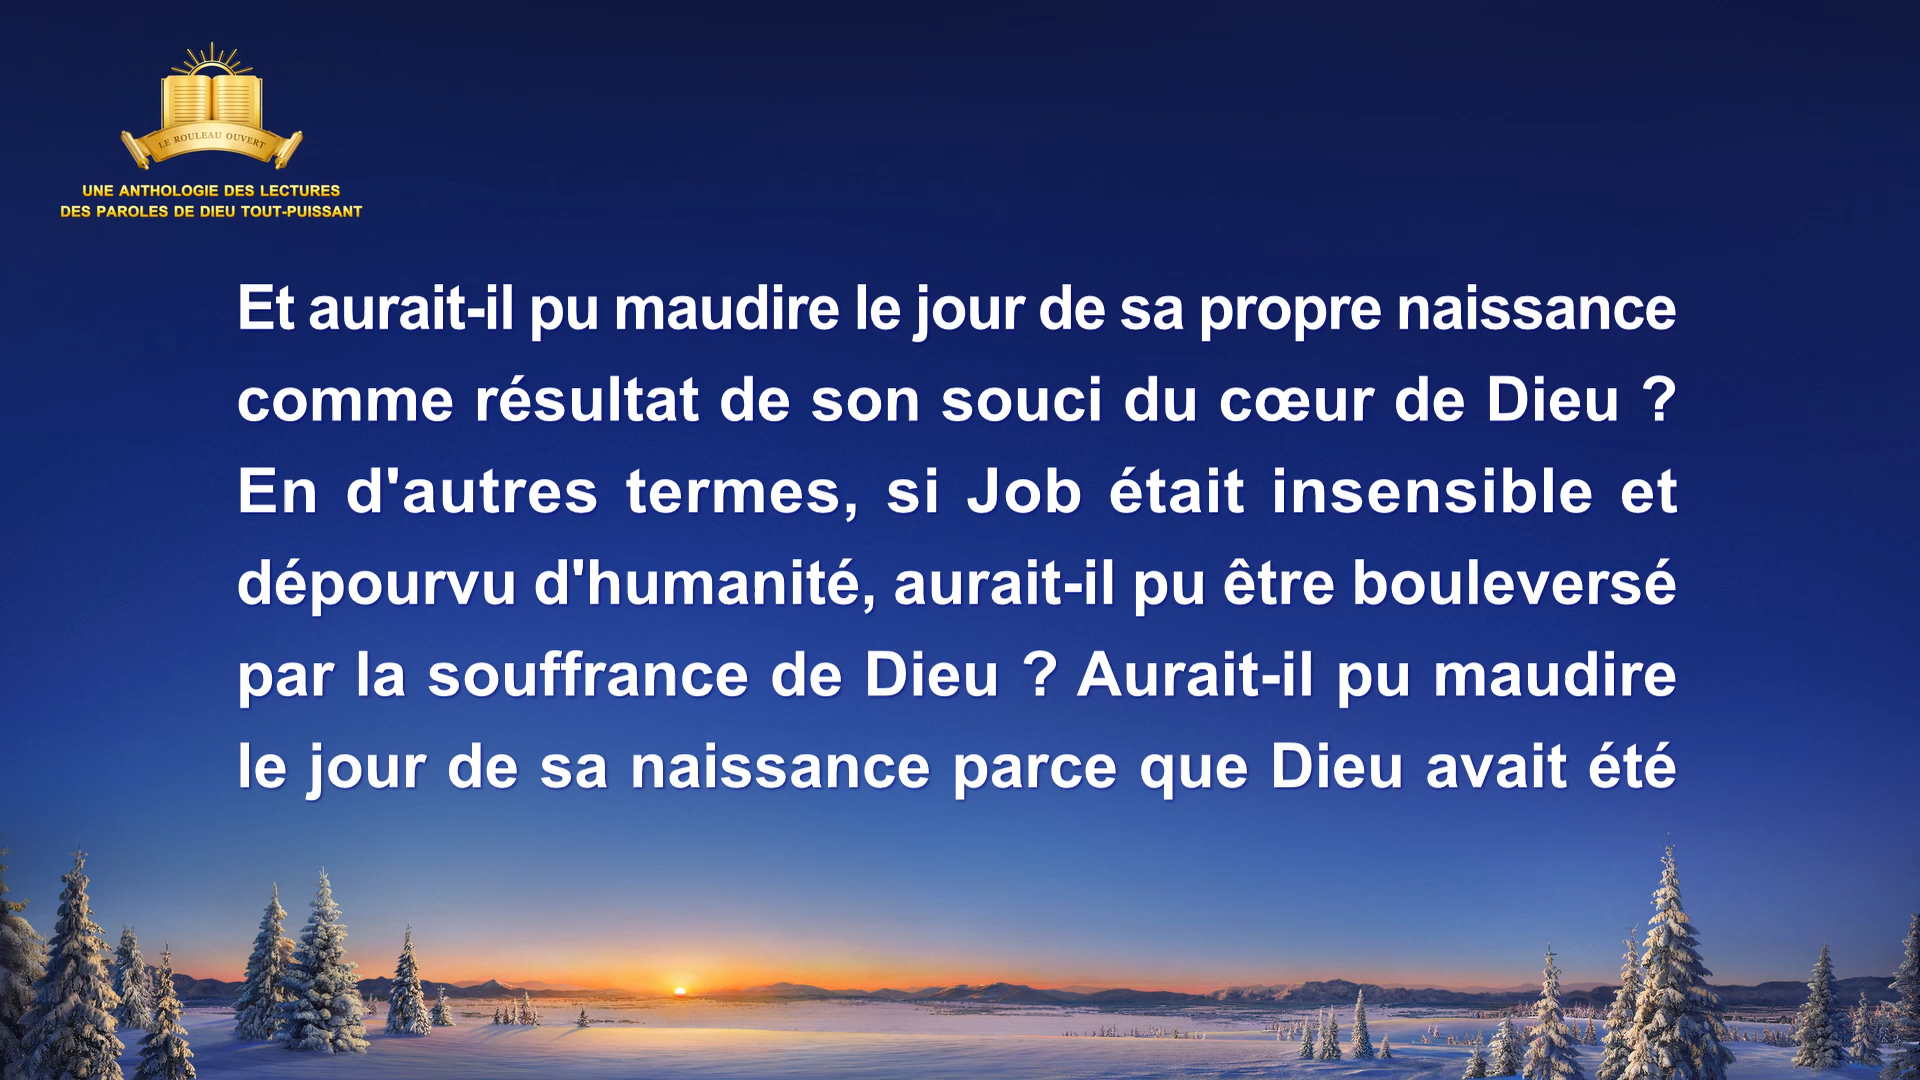 LE ROULEAU OUVERT
UNE ANTHOLOGIE DES LECTURES
DES PAROLES DE DIEU TOUT-PUISSANT
Et aurait-il pu maudire le jour de sa propre naissance
comme résultat de son souci du cœur de Dieu ?
En d'autres termes, si Job était insensible et
dépourvu d'humanité, aurait-il pu être bouleversé
par la souffrance de Dieu ? Aurait-il pu maudire
le jour de sa naissance parce que Dieu avait été